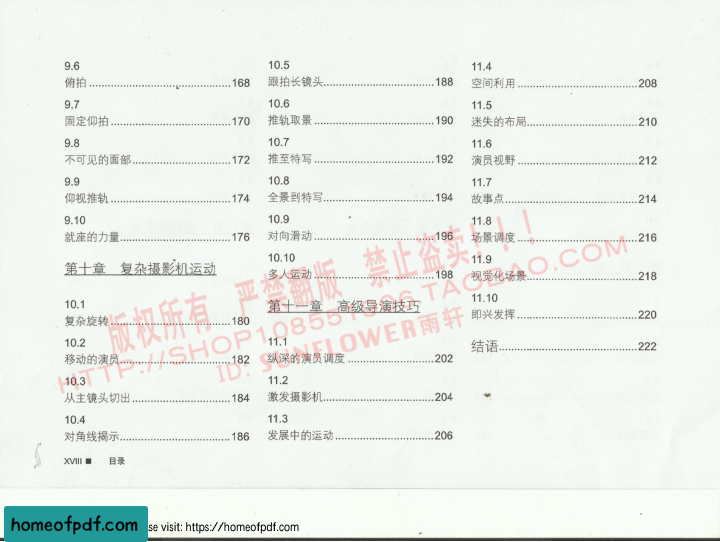 9.6
俯拍 168
9.7
固定仰拍 170
9.8
不可见的面部 172
9.9
仰视推轨 174
9.10
就座的力量 176
第十章 复杂摄影机运动
10.1
复杂旋转 180
10.2
移动的演员 182
10.3
从主镜头切出 184
10.4
对角线揭示 186
10.5
跟拍长镜头 188
10.6
推轨取景 190
10.7
推至特写 192
10.8
全景到特写 194
10.9
对向滑动 196
10.10
多人运动 198
第十一章 高级导演技巧
11.1
纵深的演员调度 202
11.2
激发摄影机 204
11.3
发展中的运动 206
11.4
空间利用 208
11.5
迷失的布局 210
11.6
演员视野 212
11.7
故事点 214
11.8
场景调度 216
11.9
视觉化场景 218
11.10
即兴发挥 220
结语 222
XVIII ■ 目录
版权所有 严禁翻版 禁止盗卖!!!
ID: SUNFLOWER雨轩
homeofpdf.com
se visit: https://homeofpdf.com